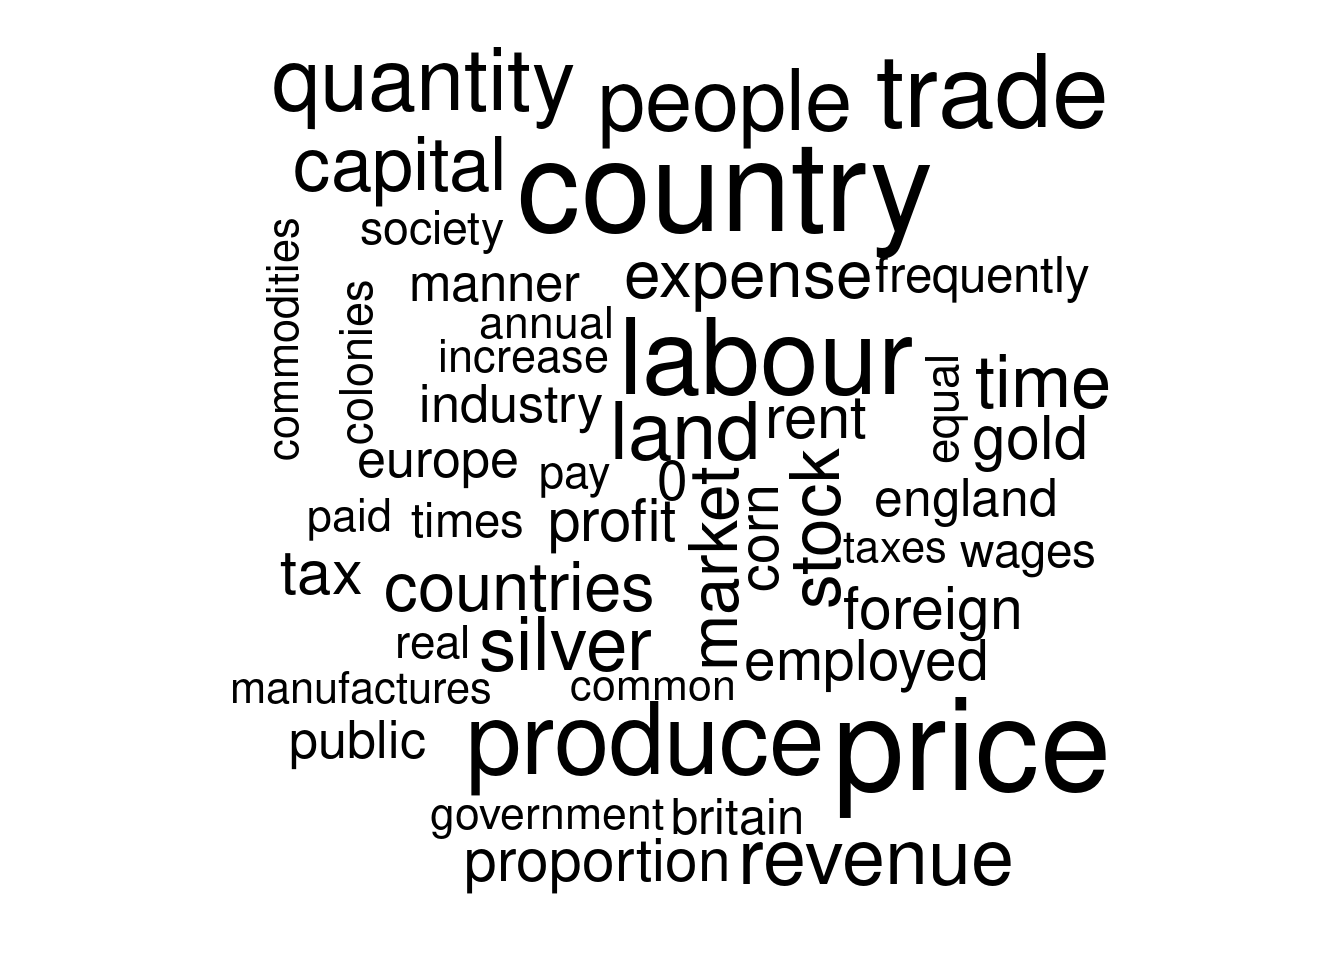 quantity
people
trade
capital
country
society
commodities
colonies
manner
expense
frequently
annual
increase
labour
equal
time
industry
land
rent
gold
europe
pay
0
market
corn
stock
england
paid
times
profit
taxes
wages
tax
countries
foreign
real
silver
employed
manufactures
common
public
produce
price
government
britain
proportion
revenue